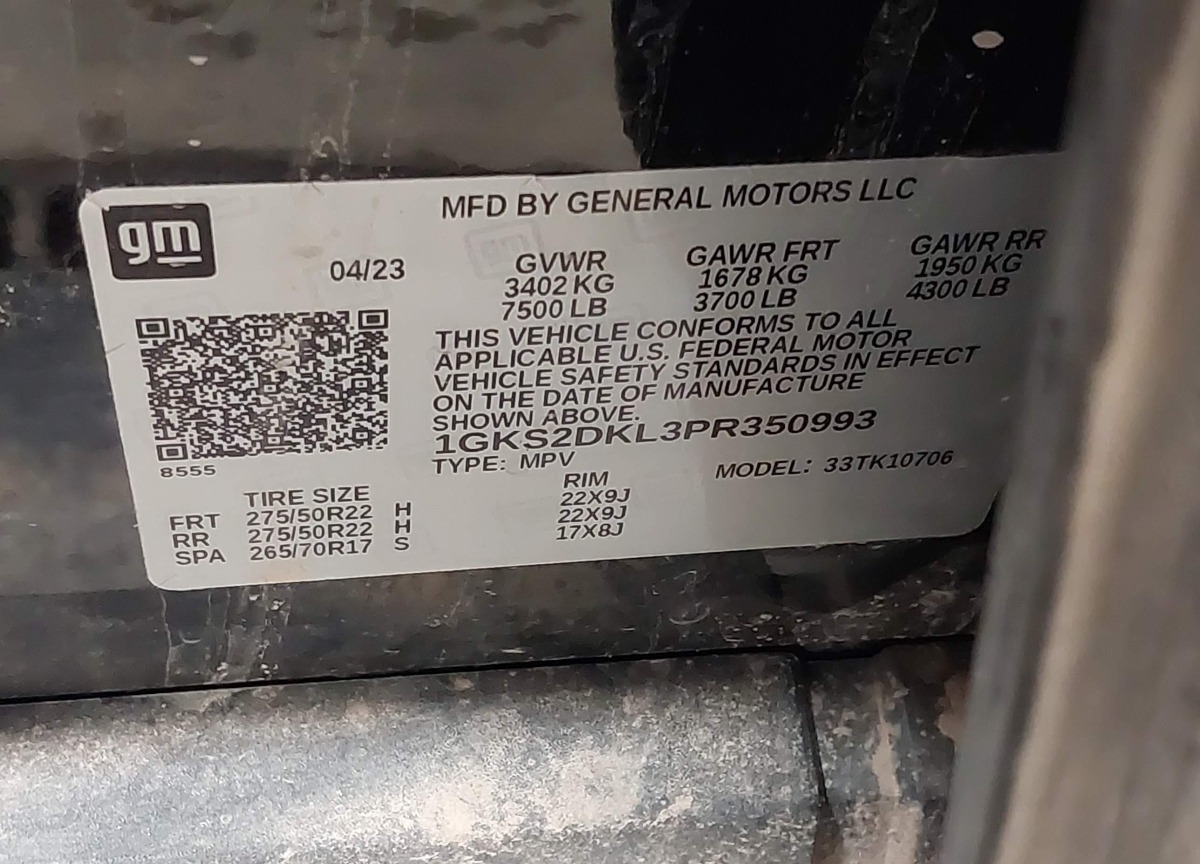 gm
MFD BY GENERAL MOTORS LLC
04/23
GVWR GAWR FRT GAWR RR
3402 KG 1678 KG 1950 KG
7500 LB 3700 LB 4300 LB
THIS VEHICLE CONFORMS TO ALL
APPLICABLE U.S. FEDERAL MOTOR
VEHICLE SAFETY STANDARDS IN EFFECT
ON THE DATE OF MANUFACTURE
SHOWN ABOVE.
1GKS2DKL3PR350993
TYPE: MPV MODEL: 33TK10706
8555
TIRE SIZE RIM
FRT 275/50R22 H 22X9J
RR 275/50R22 H 22X9J
SPA 265/70R17 S 17X8J